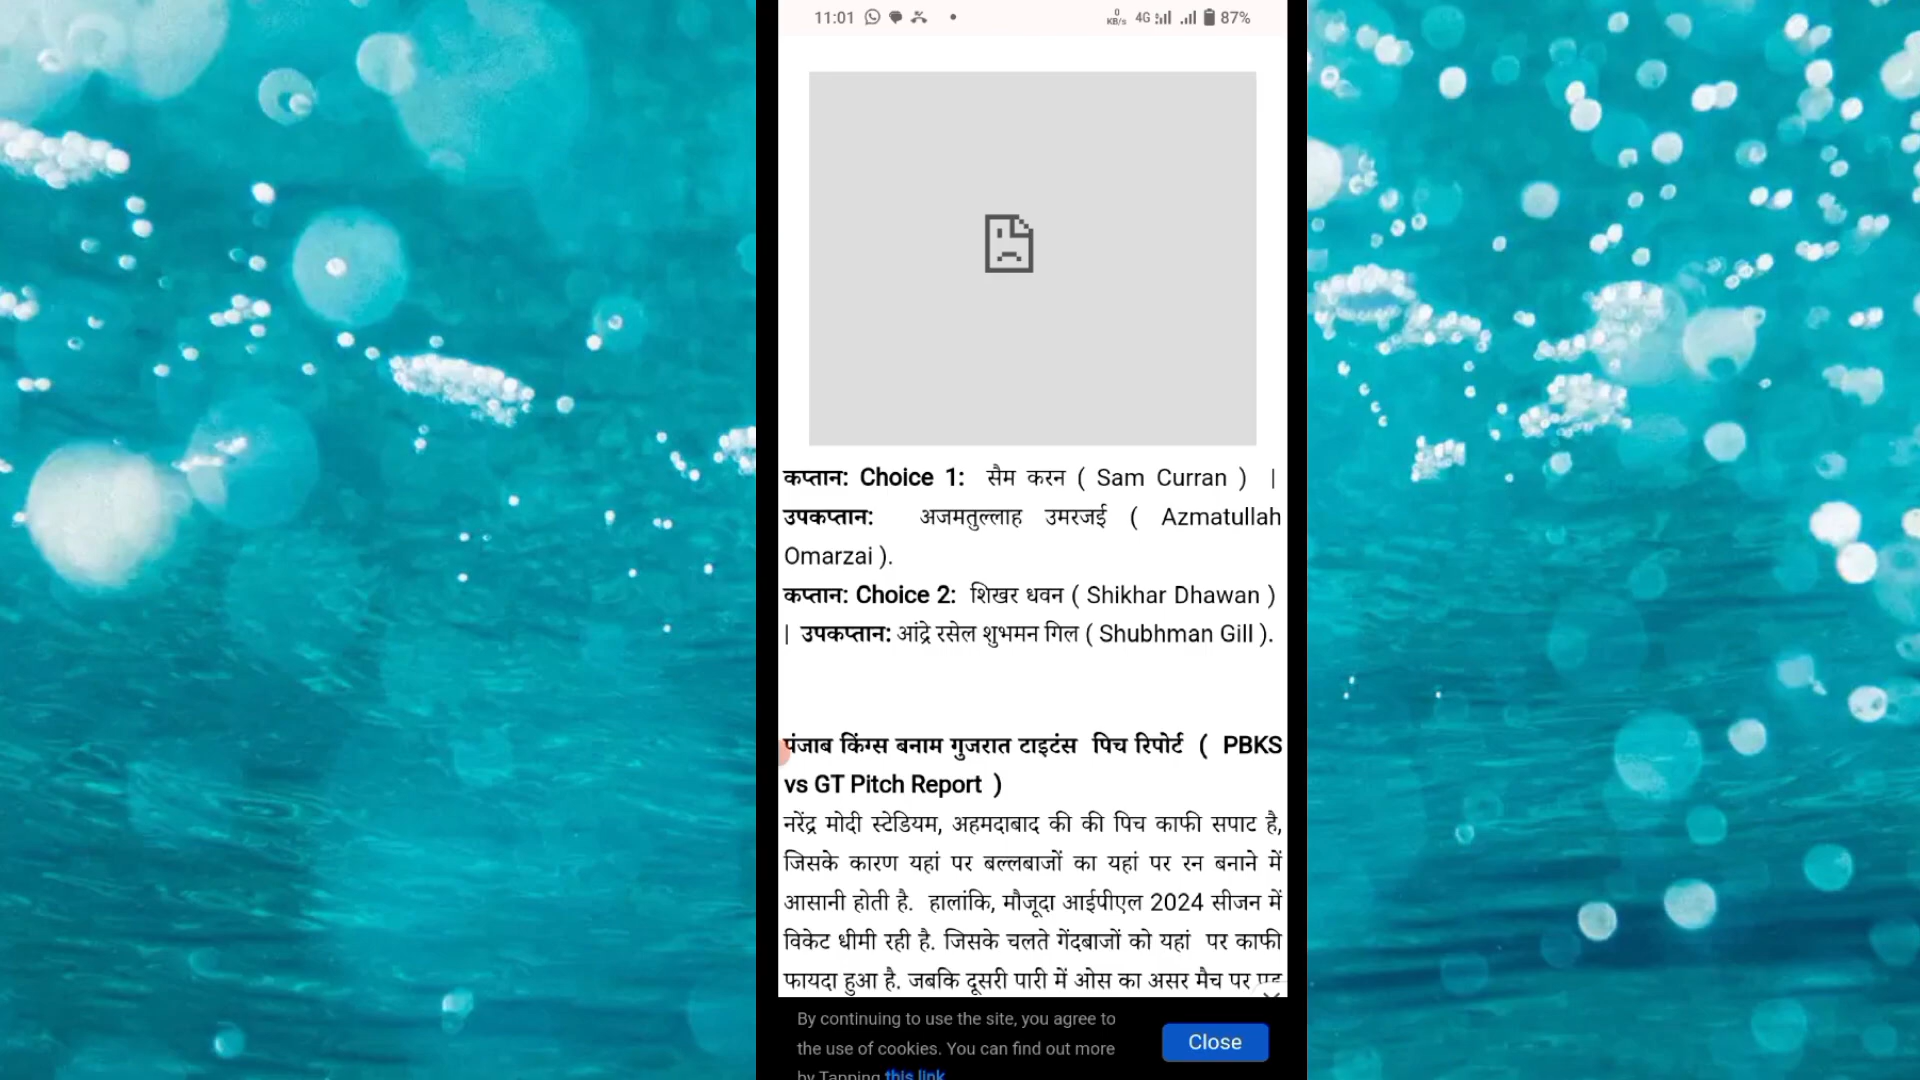 11:01
0 KB/s 4G 87%
कप्तान: Choice 1: सैम करन ( Sam Curran ) |
उपकप्तान: अजमतुल्लाह उमरजई ( Azmatullah
Omarzai ).
कप्तान: Choice 2: शिखर धवन ( Shikhar Dhawan )
| उपकप्तान: आंद्रे रसेल शुभमन गिल ( Shubhman Gill ).
पंजाब किंग्स बनाम गुजरात टाइटंस पिच रिपोर्ट ( PBKS
vs GT Pitch Report )
नरेंद्र मोदी स्टेडियम, अहमदाबाद की की पिच काफी सपाट है,
जिसके कारण यहां पर बल्लबाजों का यहां पर रन बनाने में
आसानी होती है. हालांकि, मौजूदा आईपीएल 2024 सीजन में
विकेट धीमी रही है. जिसके चलते गेंदबाजों को यहां पर काफी
फायदा हुआ है. जबकि दूसरी पारी में ओस का असर मैच पर
By continuing to use the site, you agree to
the use of cookies. You can find out more
by Tapping this link
Close